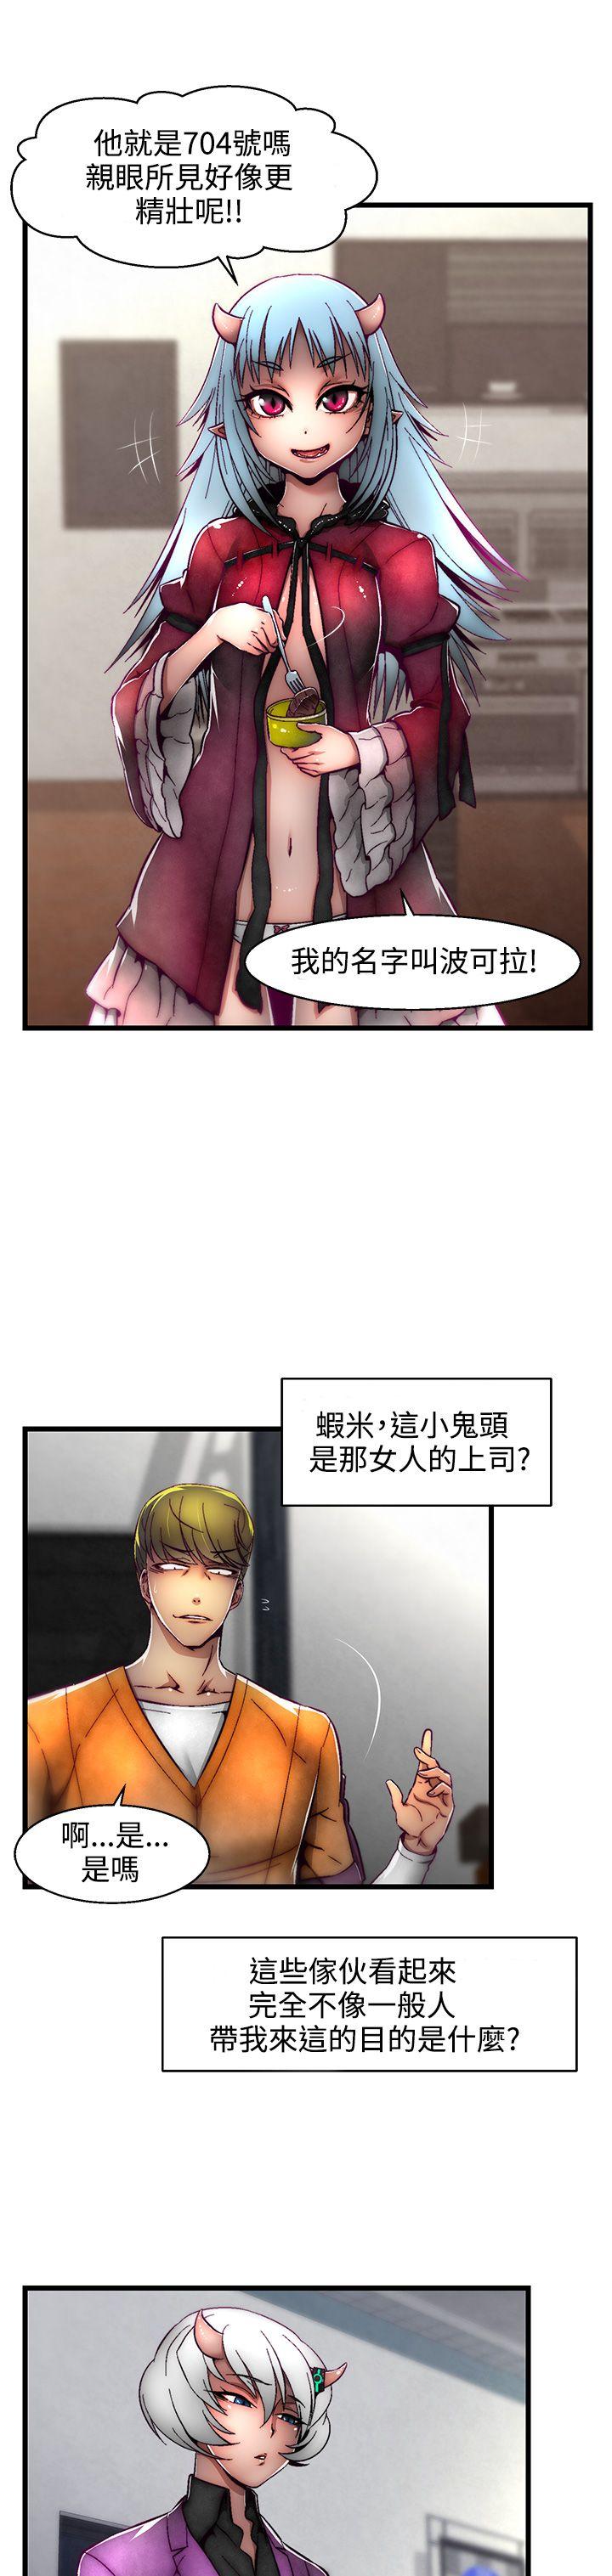 他就是704號嗎
親眼所見好像更
精壯呢!!
我的名字叫波可拉!
蝦米,這小鬼頭
是那女人的上司?
啊...是...
是嗎
這些傢伙看起來
完全不像一般人
帶我來這的目的是什麼?